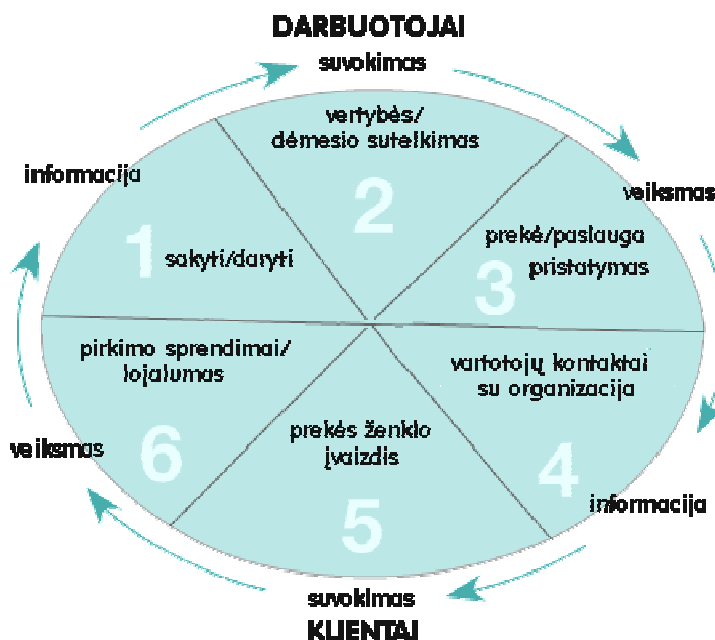 DARBUOTOJAI
suvokimas
vertybės/
dėmesio sutelkimas
2
informacija
1
sakyti/daryti
veiksmas
prekė/paslauga
3
pristatymas
pirkimo sprendimai/
lojalumas
6
veiksmas
vartotojų kontaktai
su organizacija
4
informacija
prekės ženklo
įvaizdis
5
suvokimas
KLIENTAI